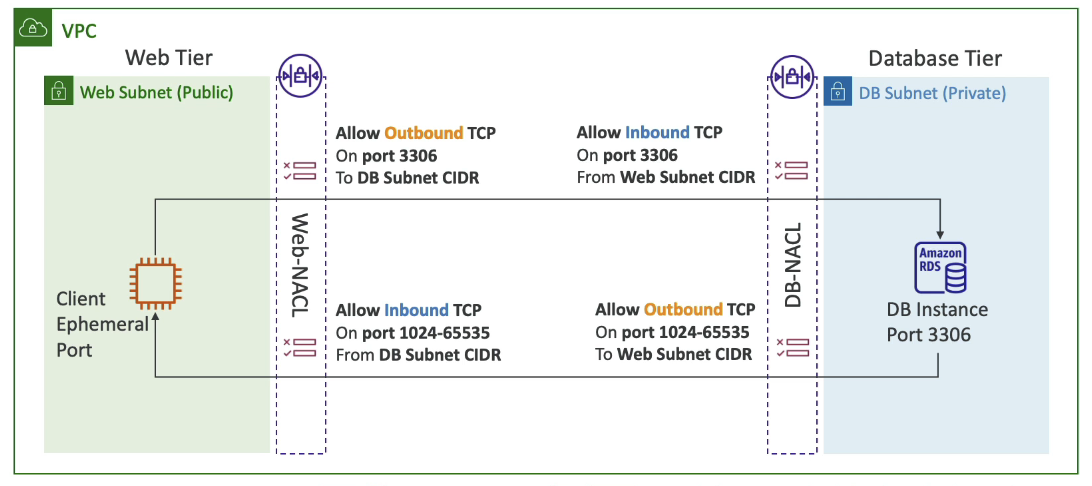 VPC
Web Tier
Database Tier
Web Subnet (Public)
DB Subnet (Private)
Allow Outbound TCP
On port 3306
To DB Subnet CIDR
Allow Inbound TCP
On port 3306
From Web Subnet CIDR
Web-NACL
DB-NACL
Client
Ephemeral
Port
Allow Inbound TCP
On port 1024-65535
From DB Subnet CIDR
Allow Outbound TCP
On port 1024-65535
To Web Subnet CIDR
Amazon
RDS
DB Instance
Port 3306